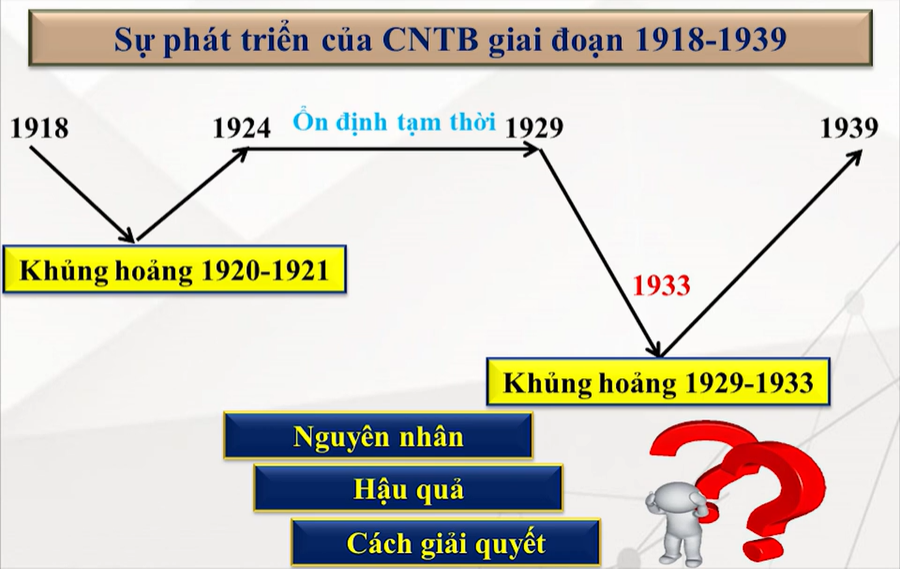 Sự phát triển của CNTB giai đoạn 1918-1939
1918
1924
Ổn định tạm thời
1929
1939
Khủng hoảng 1920-1921
1933
Khủng hoảng 1929-1933
Nguyên nhân
Hậu quả
Cách giải quyết